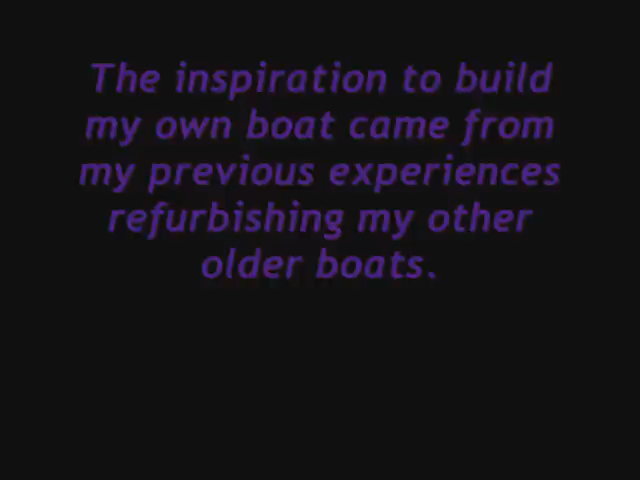 The inspiration to build
my own boat came from
my previous experiences
refurbishing my other
older boats.